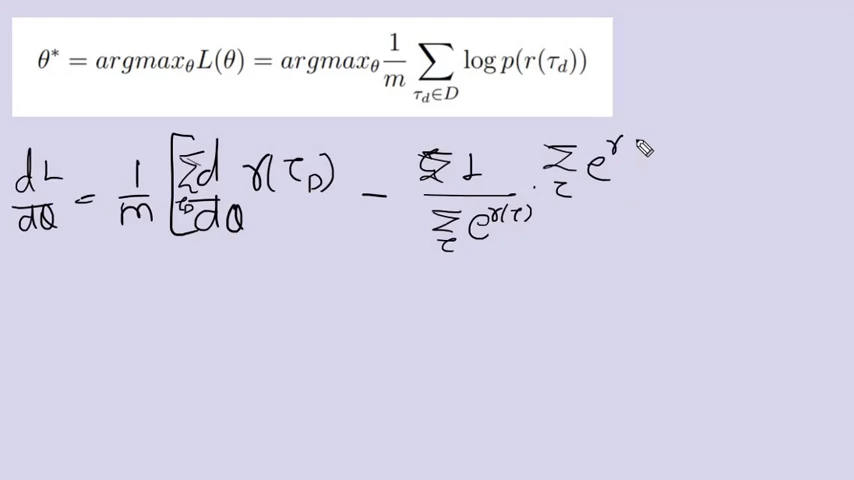 θ* = argmax_θ L(θ) = argmax_θ 1/m Σ_{τ_d∈D} log p(r(τ_d))
dL/dθ = 1/m [ Σ_{τ_D} d/dθ r(τ_D) − 1/(Σ_τ e^{r(τ)}) · Σ_τ e^r